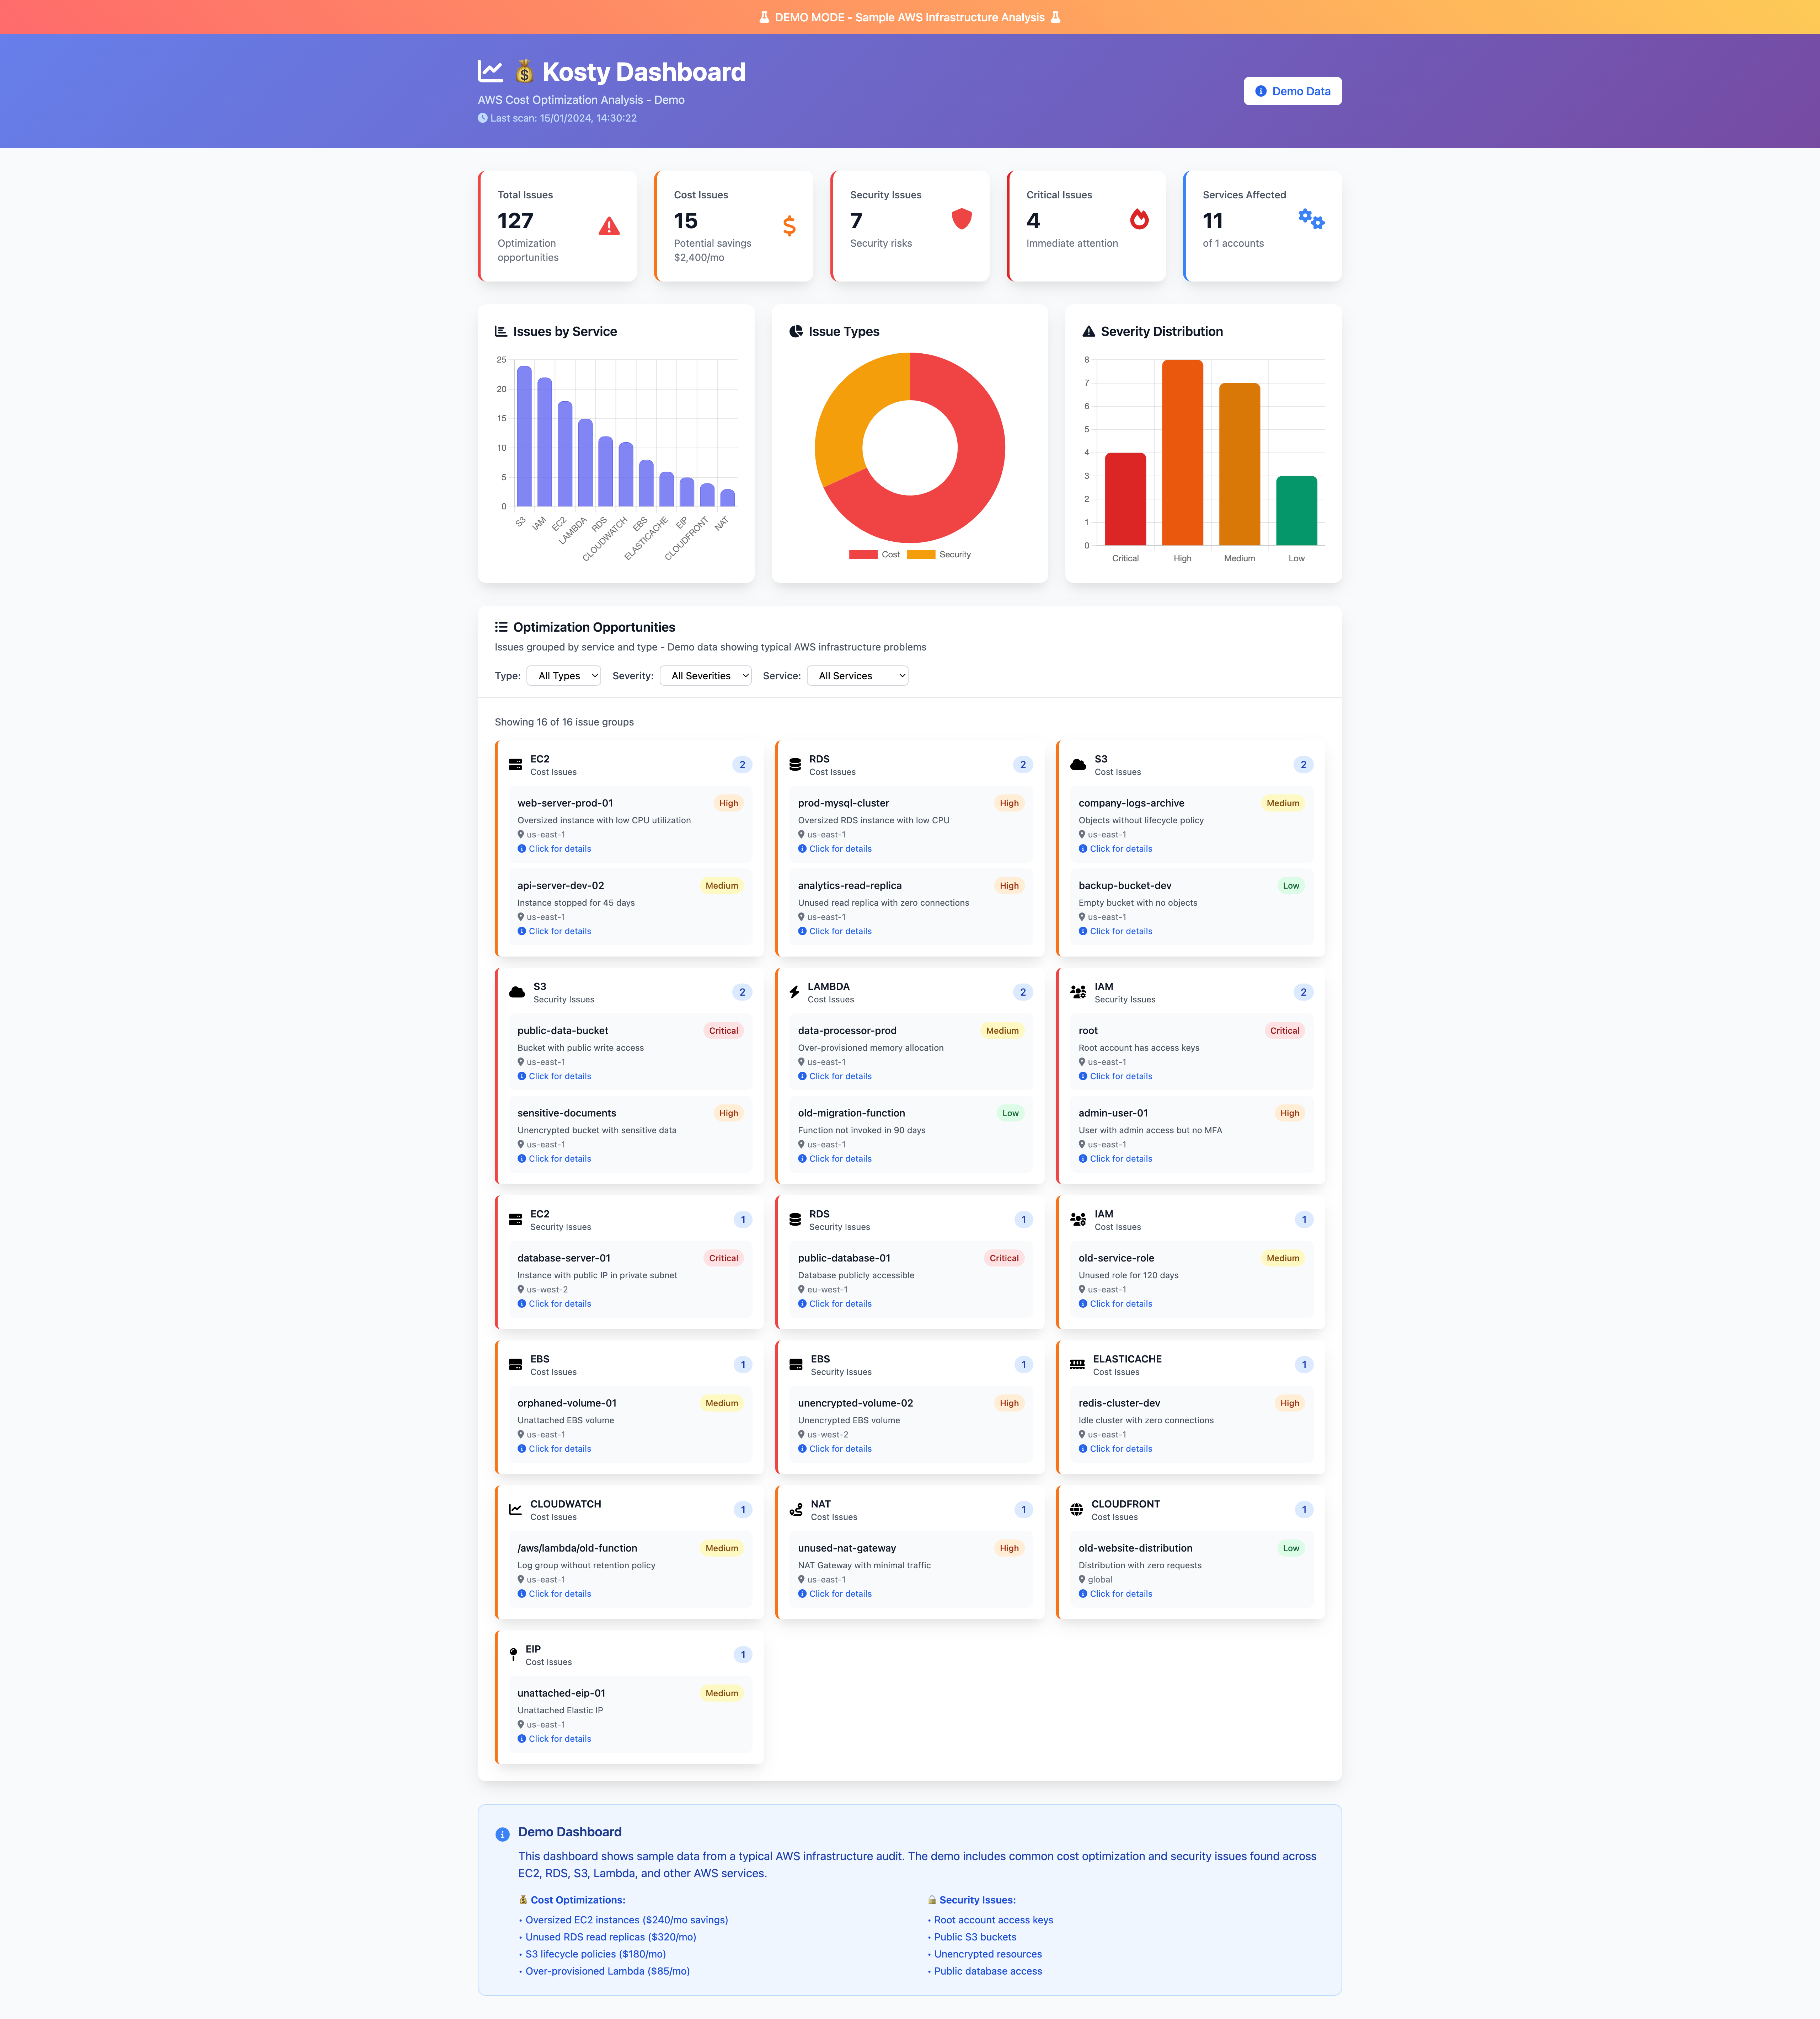 DEMO MODE - Sample AWS Infrastructure Analysis
Kosty Dashboard
AWS Cost Optimization Analysis - Demo
Last scan: 15/01/2024, 14:30:22
Demo Data
Total Issues
127
Optimization
opportunities
Cost Issues
15
Potential savings
$2,400/mo
Security Issues
7
Security risks
Critical Issues
4
Immediate attention
Services Affected
11
of 1 accounts
Issues by Service
25
20
15
10
5
0
S3
IAM
EC2
LAMBDA
RDS
CLOUDWATCH
EBS
ELASTICACHE
EIP
CLOUDFRONT
NAT
Issue Types
Cost
Security
Severity Distribution
8
7
6
5
4
3
2
1
0
Critical
High
Medium
Low
Optimization Opportunities
Issues grouped by service and type - Demo data showing typical AWS infrastructure problems
Type: All Types Severity: All Severities Service: All Services
Showing 16 of 16 issue groups
EC2
Cost Issues
2
web-server-prod-01 High
Oversized instance with low CPU utilization
us-east-1
Click for details
api-server-dev-02 Medium
Instance stopped for 45 days
us-east-1
Click for details
RDS
Cost Issues
2
prod-mysql-cluster High
Oversized RDS instance with low CPU
us-east-1
Click for details
analytics-read-replica High
Unused read replica with zero connections
us-east-1
Click for details
S3
Cost Issues
2
company-logs-archive Medium
Objects without lifecycle policy
us-east-1
Click for details
backup-bucket-dev Low
Empty bucket with no objects
us-east-1
Click for details
S3
Security Issues
2
public-data-bucket Critical
Bucket with public write access
us-east-1
Click for details
sensitive-documents High
Unencrypted bucket with sensitive data
us-east-1
Click for details
LAMBDA
Cost Issues
2
data-processor-prod Medium
Over-provisioned memory allocation
us-east-1
Click for details
old-migration-function Low
Function not invoked in 90 days
us-east-1
Click for details
IAM
Security Issues
2
root Critical
Root account has access keys
us-east-1
Click for details
admin-user-01 High
User with admin access but no MFA
us-east-1
Click for details
EC2
Security Issues
1
database-server-01 Critical
Instance with public IP in private subnet
us-west-2
Click for details
RDS
Security Issues
1
public-database-01 Critical
Database publicly accessible
eu-west-1
Click for details
IAM
Cost Issues
1
old-service-role Medium
Unused role for 120 days
us-east-1
Click for details
EBS
Cost Issues
1
orphaned-volume-01 Medium
Unattached EBS volume
us-east-1
Click for details
EBS
Security Issues
1
unencrypted-volume-02 High
Unencrypted EBS volume
us-west-2
Click for details
ELASTICACHE
Cost Issues
1
redis-cluster-dev High
Idle cluster with zero connections
us-east-1
Click for details
CLOUDWATCH
Cost Issues
1
/aws/lambda/old-function Medium
Log group without retention policy
us-east-1
Click for details
NAT
Cost Issues
1
unused-nat-gateway High
NAT Gateway with minimal traffic
us-east-1
Click for details
CLOUDFRONT
Cost Issues
1
old-website-distribution Low
Distribution with zero requests
global
Click for details
EIP
Cost Issues
1
unattached-eip-01 Medium
Unattached Elastic IP
us-east-1
Click for details
Demo Dashboard
This dashboard shows sample data from a typical AWS infrastructure audit. The demo includes common cost optimization and security issues found across
EC2, RDS, S3, Lambda, and other AWS services.
Cost Optimizations:
• Oversized EC2 instances ($240/mo savings)
• Unused RDS read replicas ($320/mo)
• S3 lifecycle policies ($180/mo)
• Over-provisioned Lambda ($85/mo)
Security Issues:
• Root account access keys
• Public S3 buckets
• Unencrypted resources
• Public database access